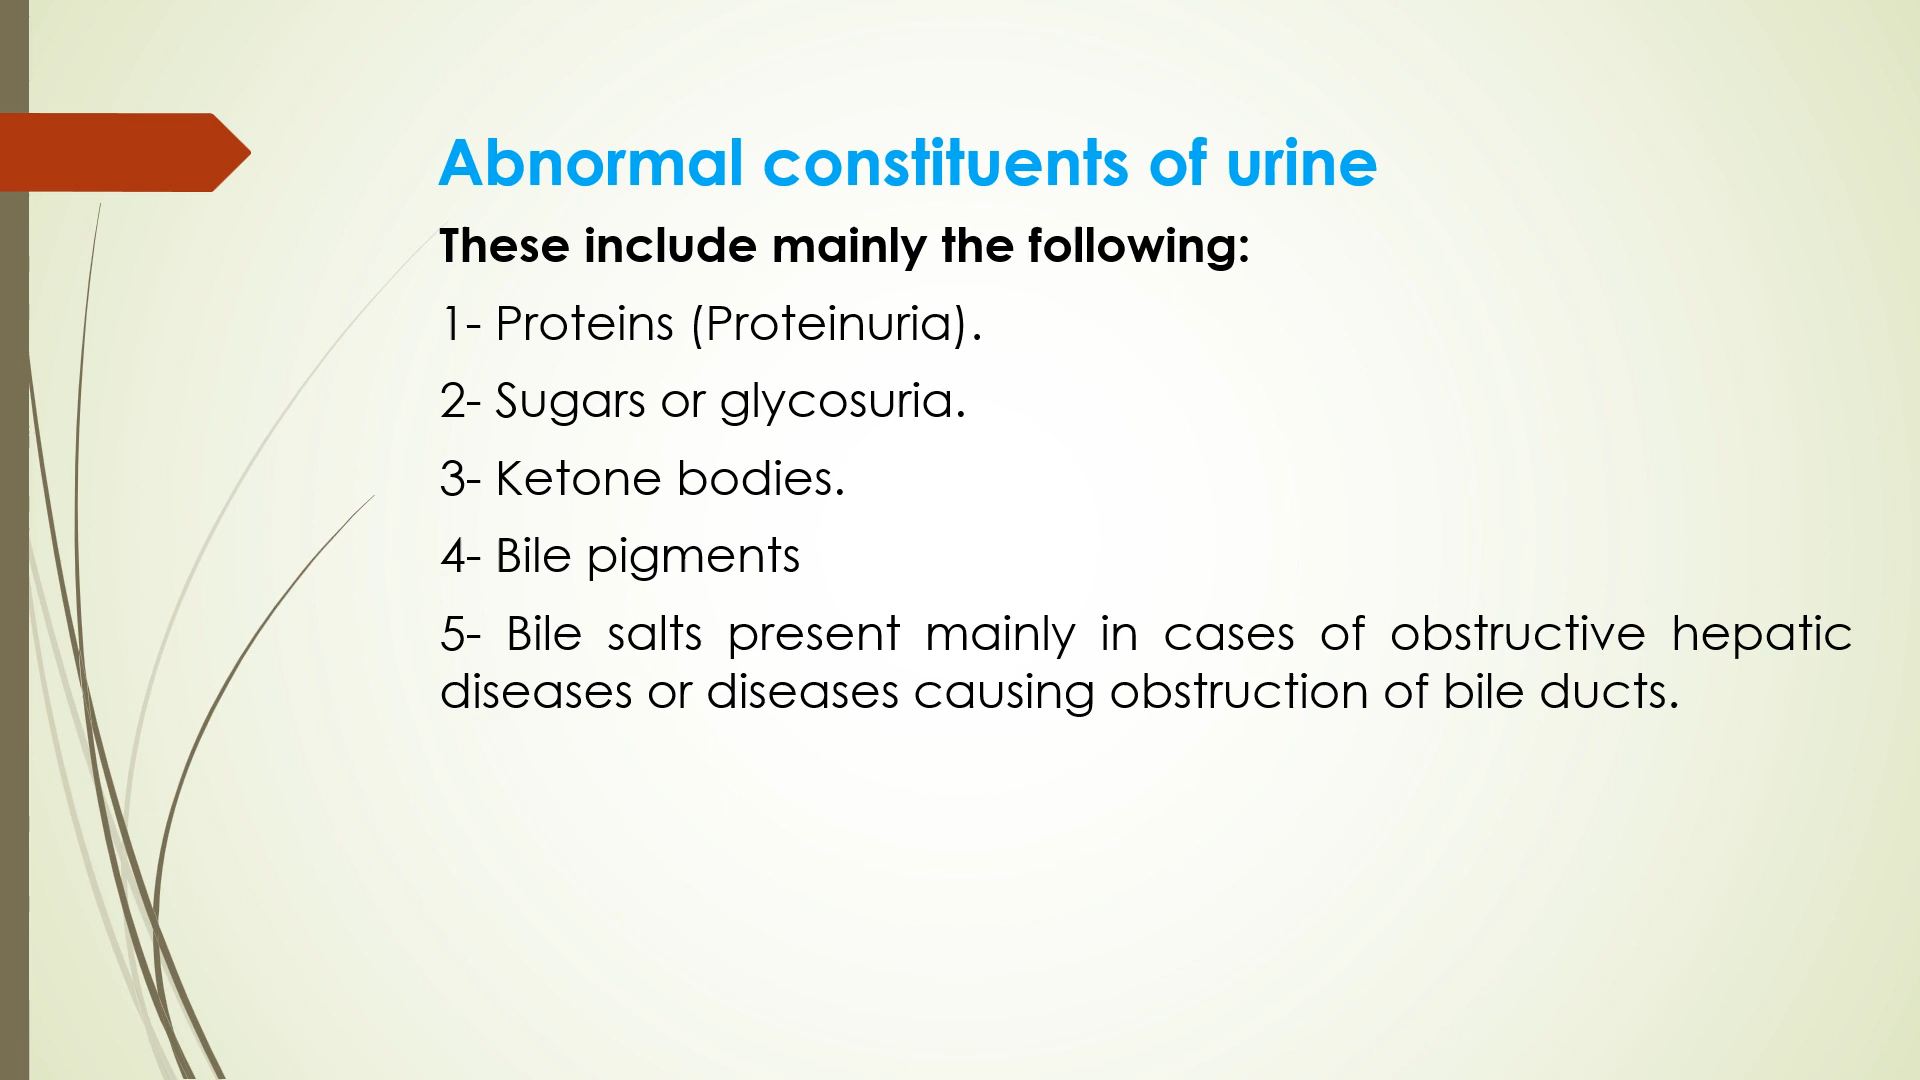 Abnormal constituents of urine
These include mainly the following:
1- Proteins (Proteinuria).
2- Sugars or glycosuria.
3- Ketone bodies.
4- Bile pigments
5- Bile salts present mainly in cases of obstructive hepatic
diseases or diseases causing obstruction of bile ducts.